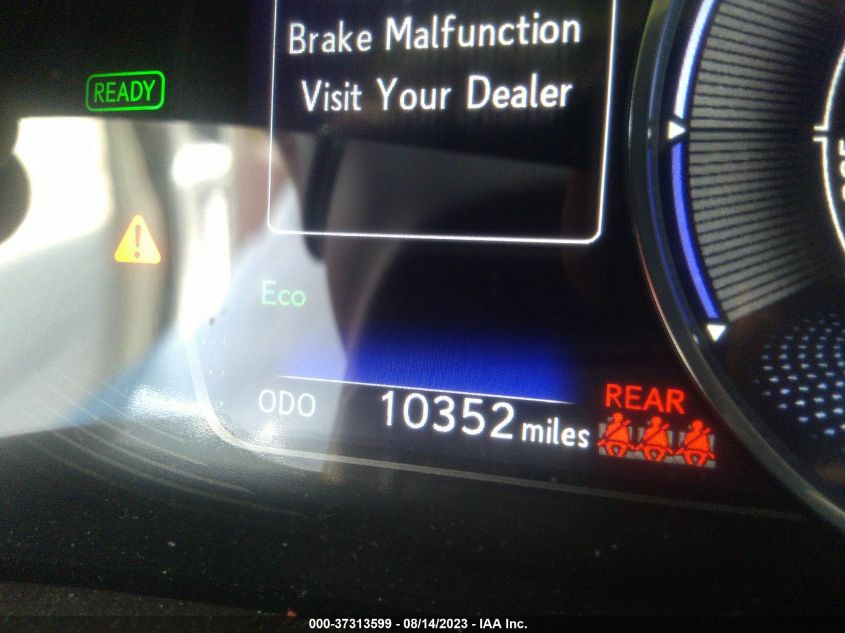 Brake Malfunction
Visit Your Dealer
READY
Eco
ODO 10352 miles
REAR
000-37313599 - 08/14/2023 - IAA Inc.